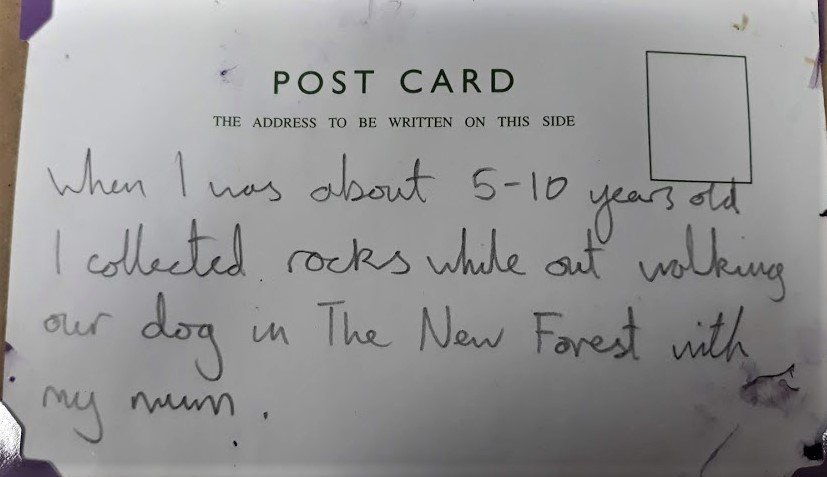 POST CARD
THE ADDRESS TO BE WRITTEN ON THIS SIDE
When I was about 5-10 years old
I collected rocks while out walking
our dog in The New Forest with
my mum.